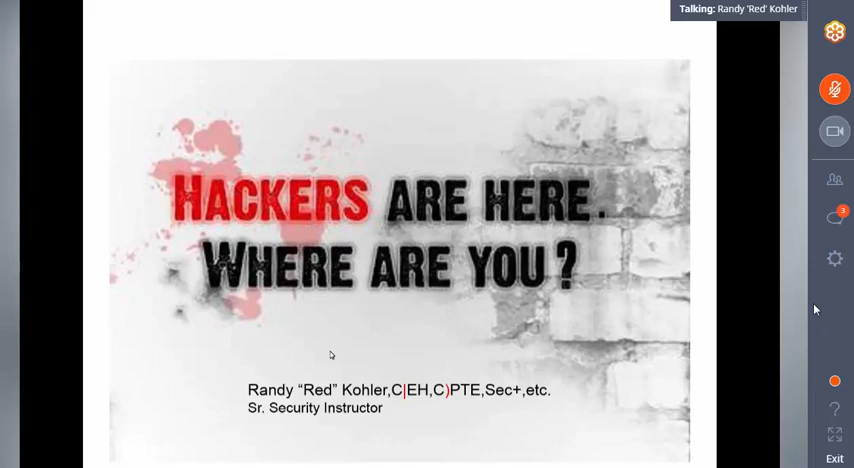 Talking: Randy 'Red' Kohler
HACKERS ARE HERE.
WHERE ARE YOU?
Randy “Red” Kohler,C|EH,C)PTE,Sec+,etc.
Sr. Security Instructor
3
?
Exit